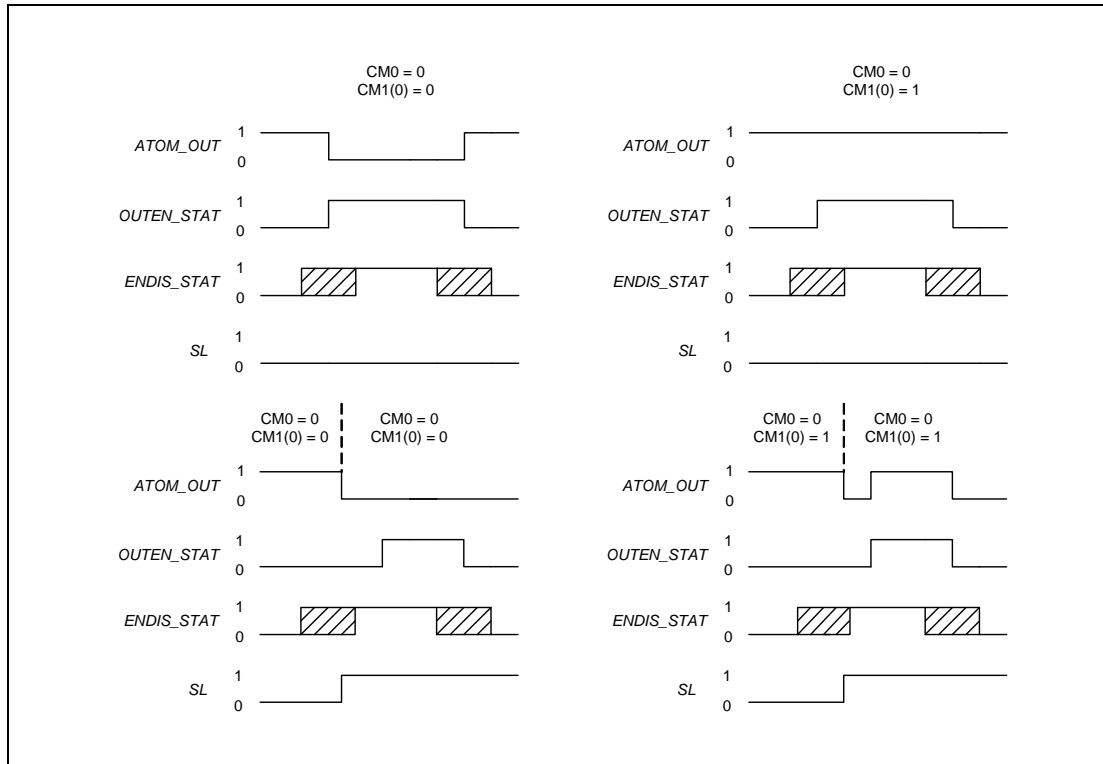 CM0 = 0
CM1(0) = 0
ATOM_OUT
1
0
OUTEN_STAT
1
0
ENDIS_STAT
1
0
SL
1
0
CM0 = 0
CM1(0) = 1
ATOM_OUT
1
0
OUTEN_STAT
1
0
ENDIS_STAT
1
0
SL
1
0
CM0 = 0
CM1(0) = 0
CM0 = 0
CM1(0) = 0
ATOM_OUT
1
0
OUTEN_STAT
1
0
ENDIS_STAT
1
0
SL
1
0
CM0 = 0
CM1(0) = 1
CM0 = 0
CM1(0) = 1
ATOM_OUT
1
0
OUTEN_STAT
1
0
ENDIS_STAT
1
0
SL
1
0